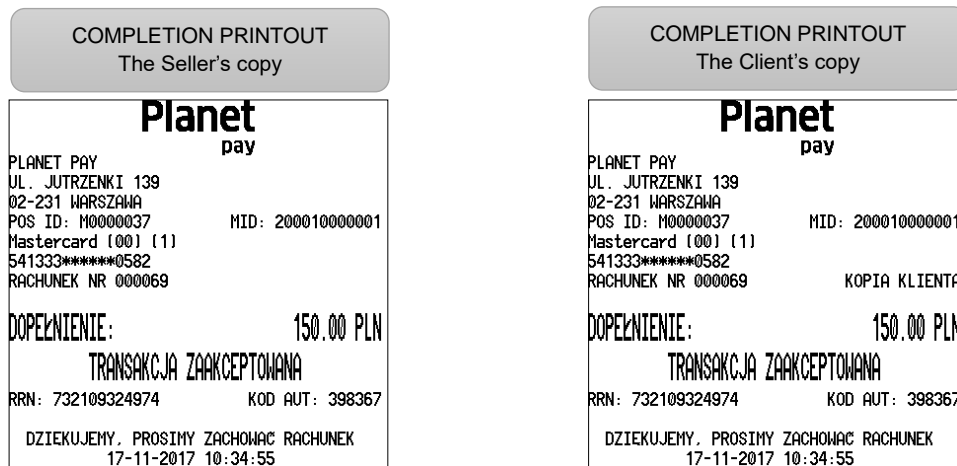 COMPLETION PRINTOUT
The Seller's copy
Planet
pay
PLANET PAY
UL. JUTRZENKI 139
02-231 WARSZAWA
POS ID: M0000037 MID: 200010000001
Mastercard (00) (1)
541333******0582
RACHUNEK NR 000069
DOPEŁNIENIE: 150.00 PLN
TRANSAKCJA ZAAKCEPTOWANA
RRN: 732109324974 KOD AUT: 398367
DZIEKUJEMY, PROSIMY ZACHOWAC RACHUNEK
17-11-2017 10:34:55
COMPLETION PRINTOUT
The Client's copy
Planet
pay
PLANET PAY
UL. JUTRZENKI 139
02-231 WARSZAWA
POS ID: M0000037 MID: 200010000001
Mastercard (00) (1)
541333******0582
RACHUNEK NR 000069 KOPIA KLIENTA
DOPEŁNIENIE: 150.00 PLN
TRANSAKCJA ZAAKCEPTOWANA
RRN: 732109324974 KOD AUT: 398367
DZIEKUJEMY, PROSIMY ZACHOWAC RACHUNEK
17-11-2017 10:34:55